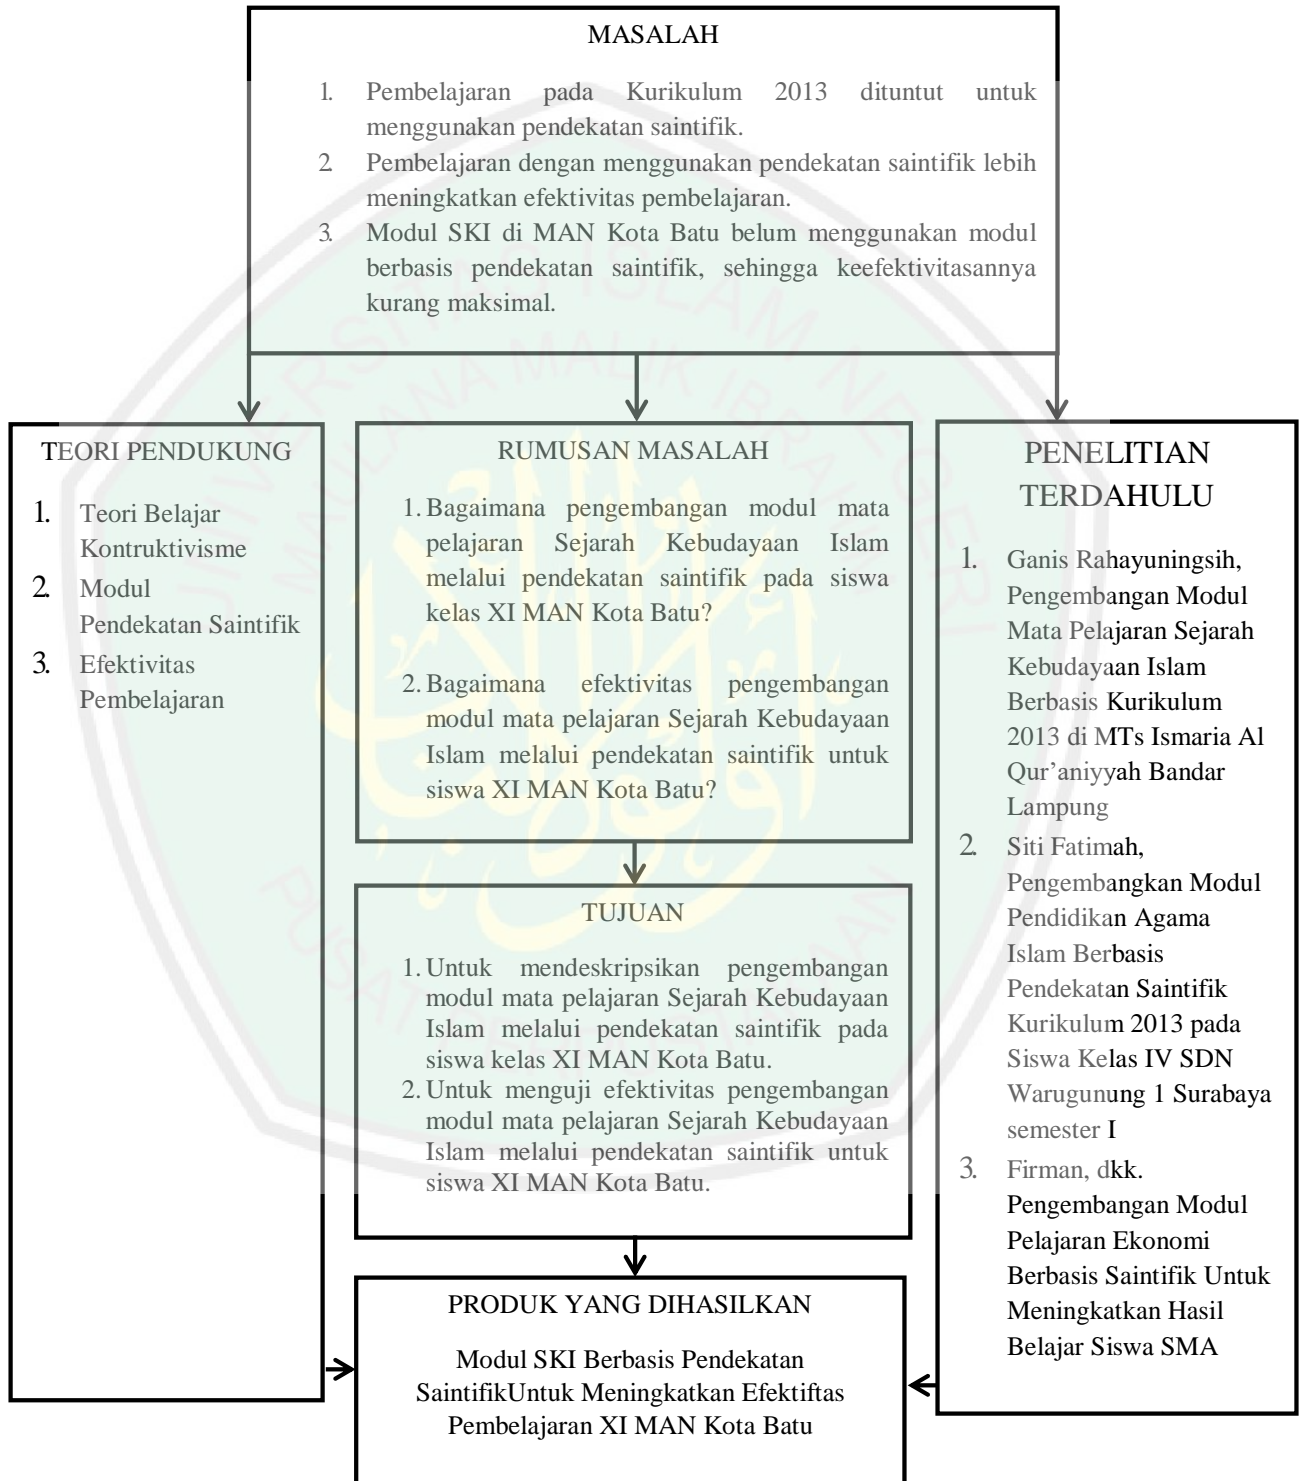 MASALAH
1. Pembelajaran pada Kurikulum 2013 dituntut untuk
menggunakan pendekatan saintifik.
2. Pembelajaran dengan menggunakan pendekatan saintifik lebih
meningkatkan efektivitas pembelajaran.
3. Modul SKI di MAN Kota Batu belum menggunakan modul
berbasis pendekatan saintifik, sehingga keefektivitasannya
kurang maksimal.
TEORI PENDUKUNG
1. Teori Belajar
Kontruktivisme
2. Modul
Pendekatan Saintifik
3. Efektivitas
Pembelajaran
RUMUSAN MASALAH
1. Bagaimana pengembangan modul mata
pelajaran Sejarah Kebudayaan Islam
melalui pendekatan saintifik pada siswa
kelas XI MAN Kota Batu?
2. Bagaimana efektivitas pengembangan
modul mata pelajaran Sejarah Kebudayaan
Islam melalui pendekatan saintifik untuk
siswa XI MAN Kota Batu?
TUJUAN
1. Untuk mendeskripsikan pengembangan
modul mata pelajaran Sejarah Kebudayaan
Islam melalui pendekatan saintifik pada
siswa kelas XI MAN Kota Batu.
2. Untuk menguji efektivitas pengembangan
modul mata pelajaran Sejarah Kebudayaan
Islam melalui pendekatan saintifik untuk
siswa XI MAN Kota Batu.
PENELITIAN
TERDAHULU
1. Ganis Rahayuningsih,
Pengembangan Modul
Mata Pelajaran Sejarah
Kebudayaan Islam
Berbasis Kurikulum
2013 di MTs Ismaria Al
Qur’aniyyah Bandar
Lampung
2. Siti Fatimah,
Pengembangkan Modul
Pendidikan Agama
Islam Berbasis
Pendekatan Saintifik
Kurikulum 2013 pada
Siswa Kelas IV SDN
Warugunung 1 Surabaya
semester I
3. Firman, dkk.
Pengembangan Modul
Pelajaran Ekonomi
Berbasis Saintifik Untuk
Meningkatkan Hasil
Belajar Siswa SMA
PRODUK YANG DIHASILKAN
Modul SKI Berbasis Pendekatan
SaintifikUntuk Meningkatkan Efektiftas
Pembelajaran XI MAN Kota Batu
UNIVERSITAS ISLAM NEGERI
MAULANA MALIK IBRAHIM
PUSAT PERPUSTAKAAN